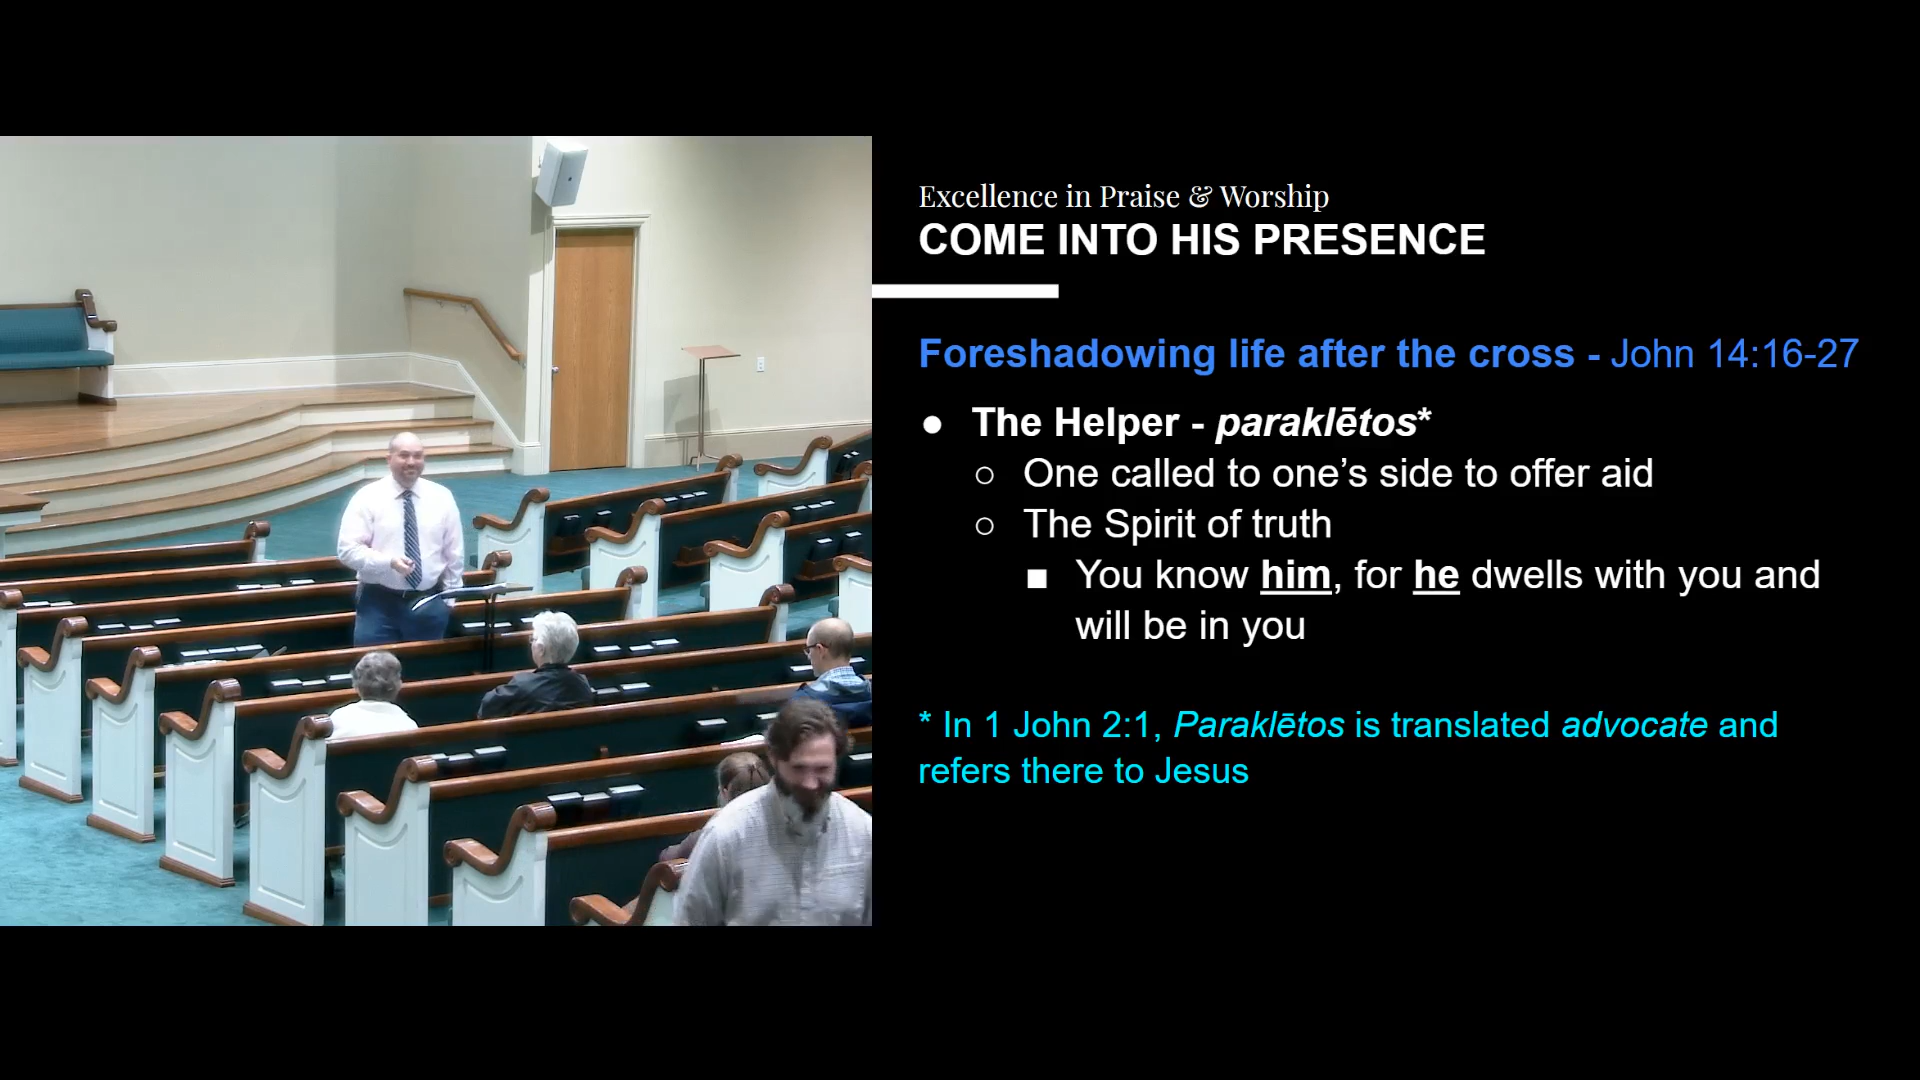 Excellence in Praise & Worship
COME INTO HIS PRESENCE
Foreshadowing life after the cross - John 14:16-27
● The Helper - paraklētos*
○ One called to one’s side to offer aid
○ The Spirit of truth
■ You know him, for he dwells with you and
will be in you
* In 1 John 2:1, Paraklētos is translated advocate and
refers there to Jesus